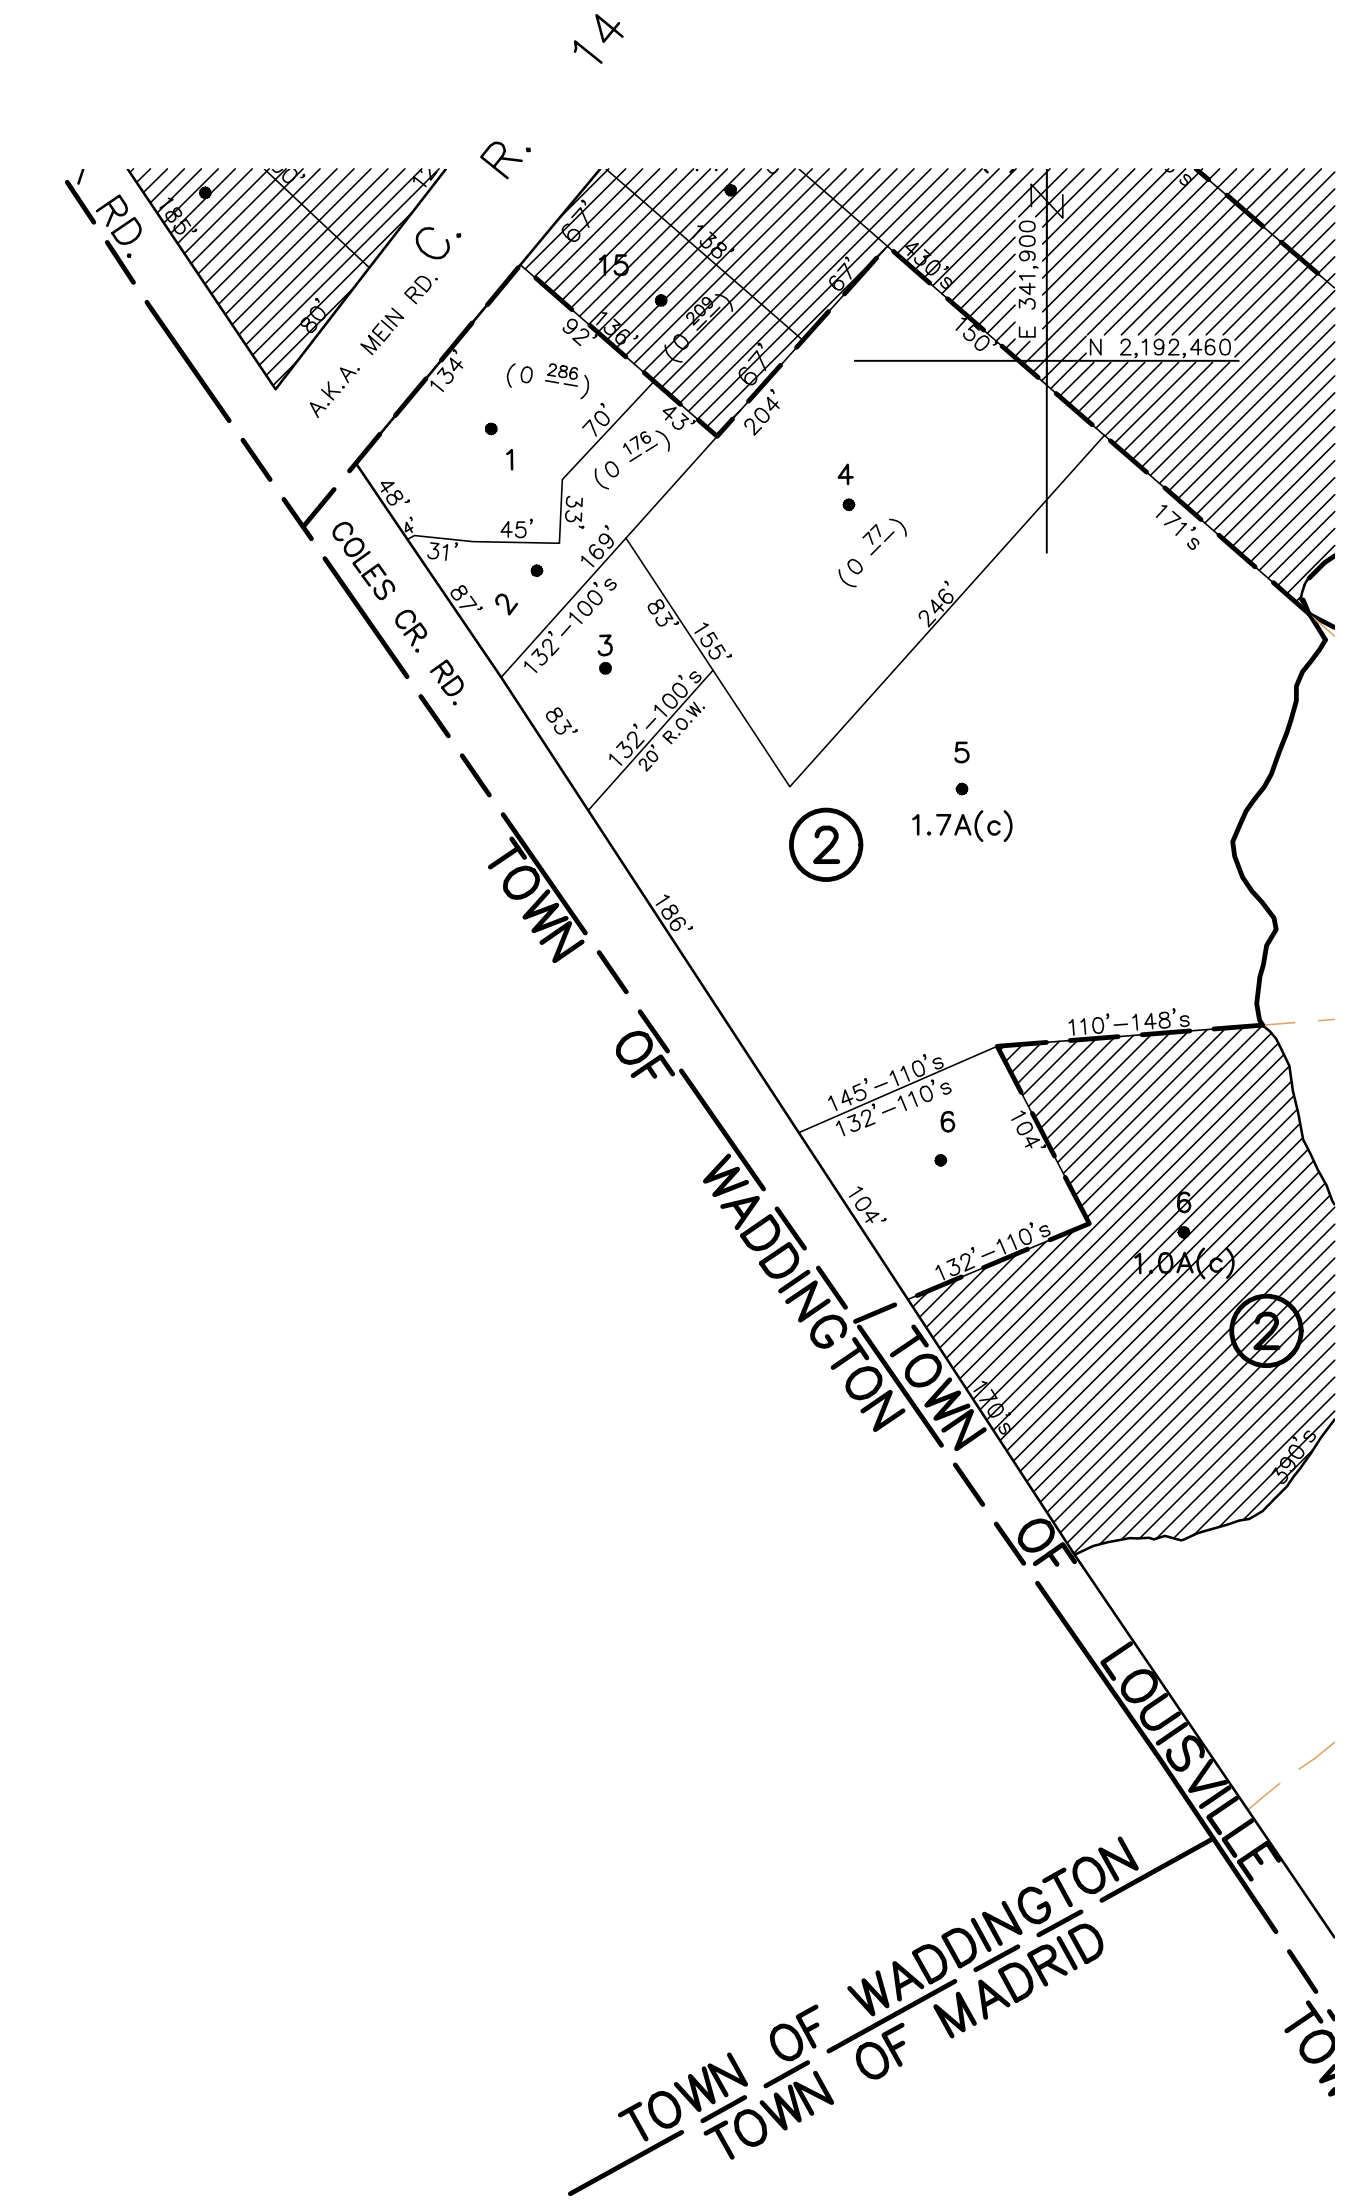 14
C. R.
RD.
185'
80'
A.K.A. MEIN RD.
67'
15
138'
(0 209)
67'
67'
204'
430's
150'
E 341,900
N 2,192,460
92'
136'
43'
134'
(0 286)
1
70'
(0 176)
33'
48'
4'
45'
31'
87'
2
169'
132'-100's
4
(0 77)
171's
246'
COLES CR. RD.
3
83'
155'
132'-100's
20' R.O.W.
83'
5
1.7A(c)
2
186'
110'-148's
145'-110's
132'-110's
6
104'
104'
132'-110's
6
1.0A(c)
2
170's
390's
TOWN OF WADDINGTON
TOWN OF LOUISVILLE
TOWN OF WADDINGTON
TOWN OF MADRID